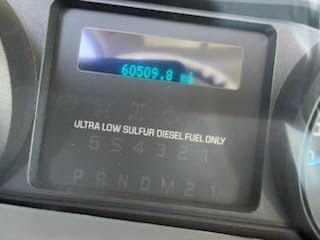 60509.8 mi
ULTRA LOW SULFUR DIESEL FUEL ONLY
6 5 4 3 2 1
P R N D M 2 1